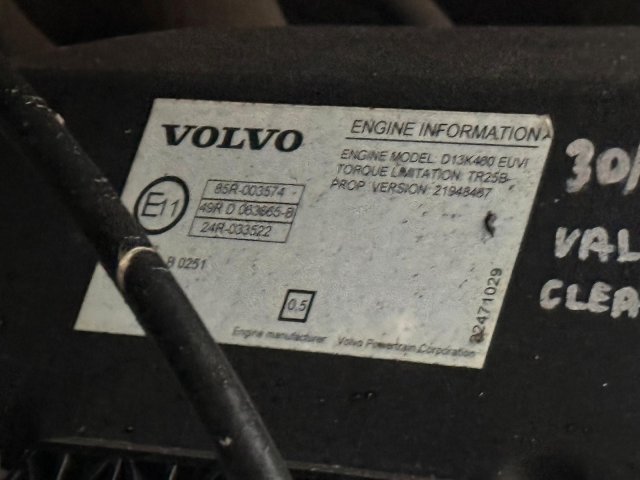 VOLVO
ENGINE INFORMATION
ENGINE MODEL: D13K460 EUVI
TORQUE LIMITATION: TR25B
PROP. VERSION: 21948467
E11
85R-003574
49R D 063665-B
24R-033522
B 0251
0.5
22471029
Engine manufacturer Volvo Powertrain Corporation
30/
VAL
CLEA